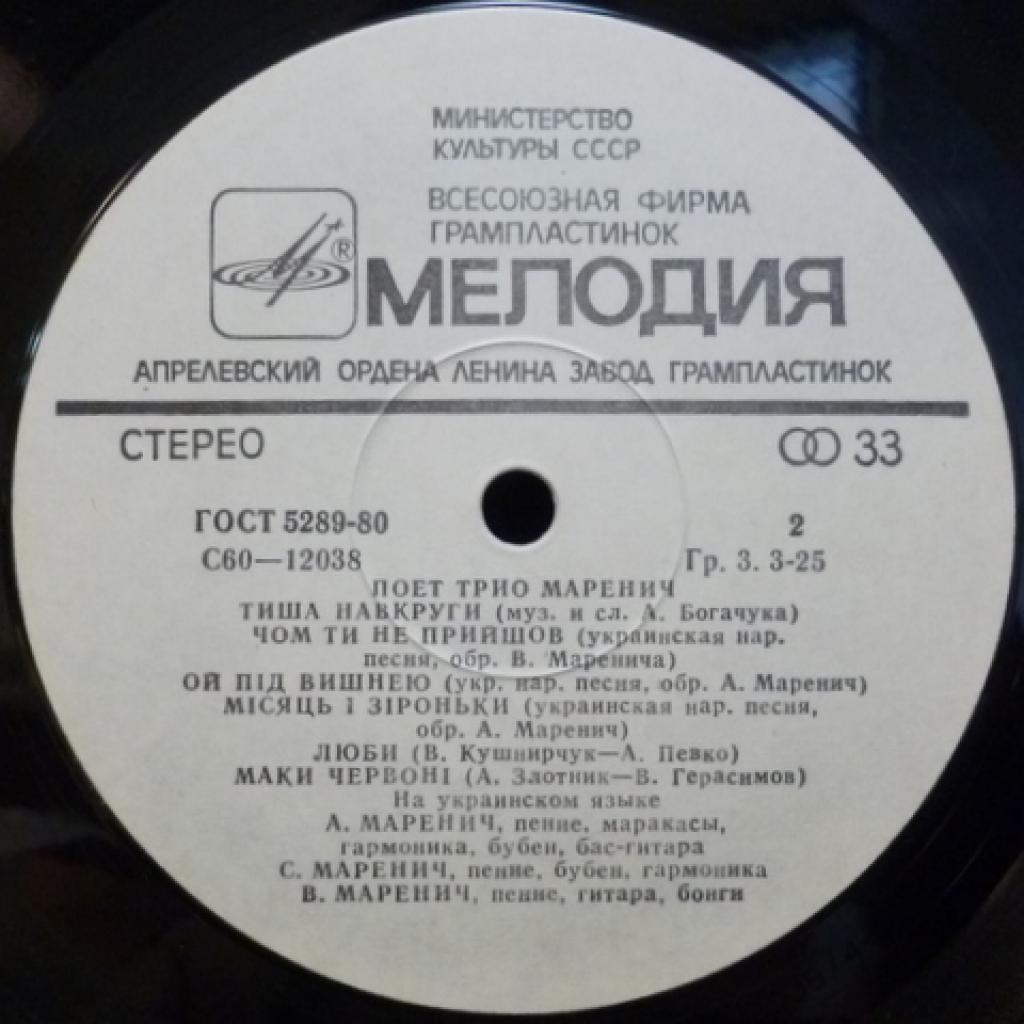 МИНИСТЕРСТВО
КУЛЬТУРЫ СССР
ВСЕСОЮЗНАЯ ФИРМА
ГРАМПЛАСТИНОК
®
МЕЛОДИЯ
АПРЕЛЕВСКИЙ ОРДЕНА ЛЕНИНА ЗАВОД ГРАМПЛАСТИНОК
СТЕРЕО 33
ГОСТ 5289-80 2
С60—12038 Гр. 3. 3-25
ПОЕТ ТРИО МАРЕНИЧ
ТИША НАВКРУГИ (муз. и сл. А. Богачука)
ЧОМ ТИ НЕ ПРИЙШОВ (украинская нар.
песня, обр. В. Маренича)
ОЙ ПІД ВИШНЕЮ (укр. нар. песня, обр. А. Маренич)
МІСЯЦЬ І ЗІРОНЬКИ (украинская нар. песня,
обр. А. Маренич)
ЛЮБИ (В. Кушнирчук—А. Певко)
МАКИ ЧЕРВОНІ (А. Злотник—В. Герасимов)
На украинском языке
А. МАРЕНИЧ, пение, маракасы,
гармоника, бубен, бас-гитара
С. МАРЕНИЧ, пение, бубен, гармоника
В. МАРЕНИЧ, пение, гитара, бонги